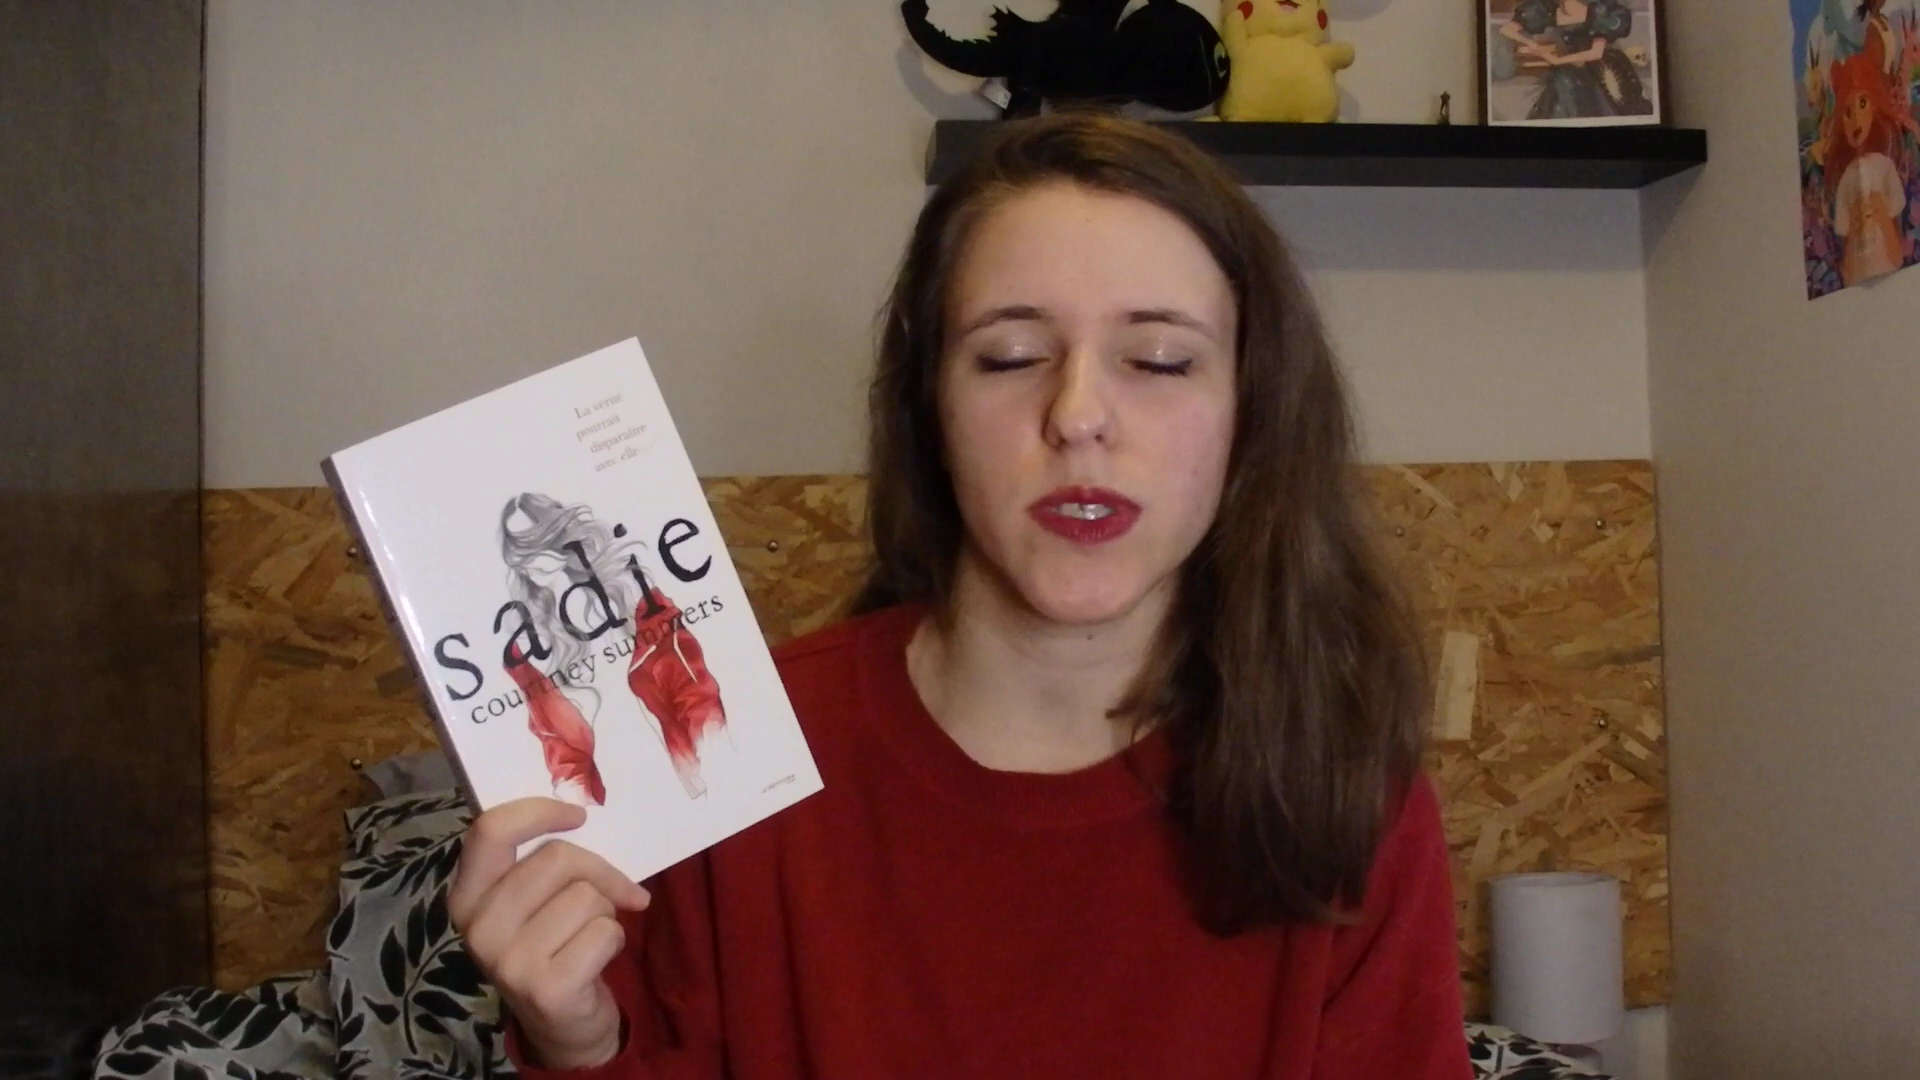 La vérité
pourrait
disparaître
avec elle
sadie
courtney summers